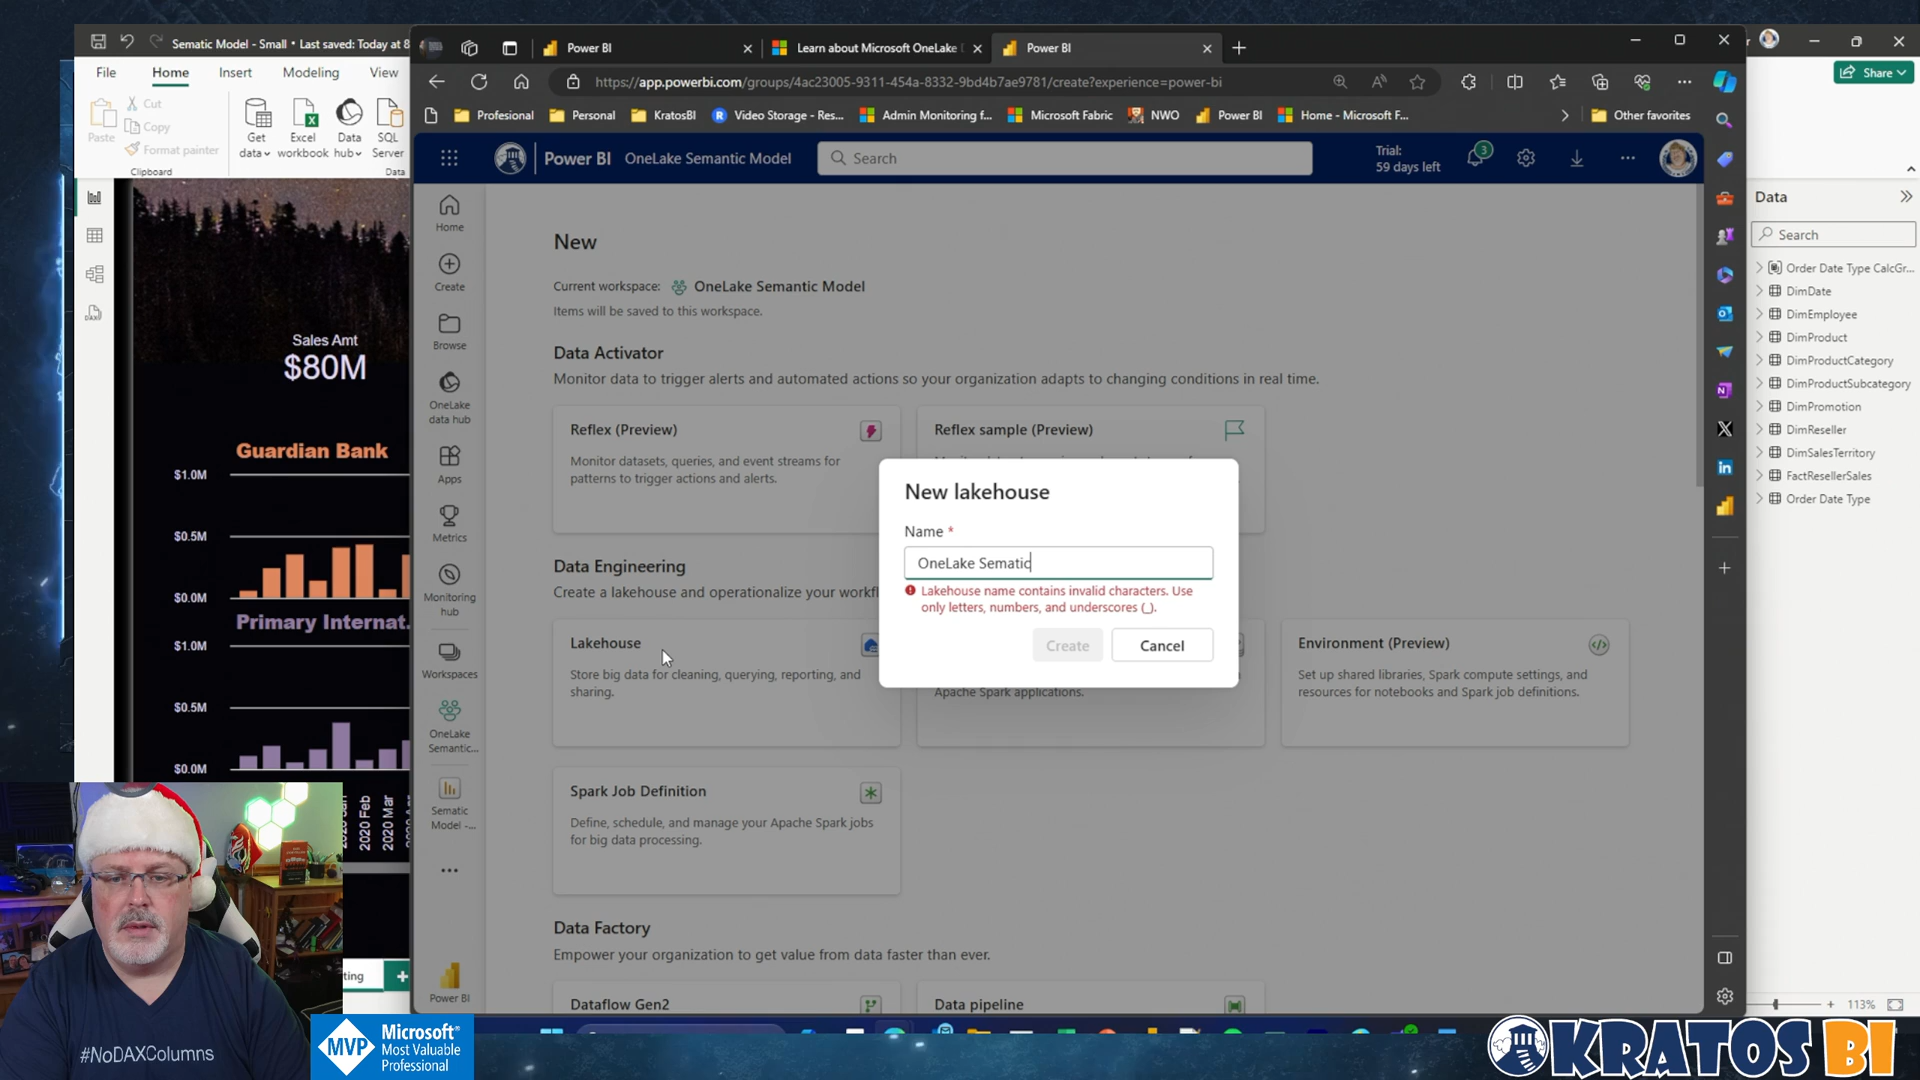 Sematic Model - Small • Last saved: Today at 8
File
Home
Insert
Modeling
View
Share
Paste
Cut
Copy
Format painter
Clipboard
Get data
Excel workbook
Data hub
SQL Server
Data
Power BI
Learn about Microsoft OneLake
Power BI
https://app.powerbi.com/groups/4ac23005-9311-454a-8332-9bd4b7ae9781/create?experience=power-bi
Profesional
Personal
KratosBI
Video Storage - Res...
Admin Monitoring f...
Microsoft Fabric
NWO
Power BI
Home - Microsoft F...
Other favorites
Power BI
OneLake Semantic Model
Search
Trial:
59 days left
3
Home
Create
Browse
OneLake data hub
Apps
Metrics
Monitoring hub
Workspaces
OneLake Semantic...
Sematic Model -...
Power BI
New
Current workspace: OneLake Semantic Model
Items will be saved to this workspace.
Data Activator
Monitor data to trigger alerts and automated actions so your organization adapts to changing conditions in real time.
Reflex (Preview)
Monitor datasets, queries, and event streams for
patterns to trigger actions and alerts.
Reflex sample (Preview)
Data Engineering
Create a lakehouse and operationalize your workfl
Lakehouse
Store big data for cleaning, querying, reporting, and
sharing.
Apache Spark applications.
Environment (Preview)
Set up shared libraries, Spark compute settings, and
resources for notebooks and Spark job definitions.
Spark Job Definition
Define, schedule, and manage your Apache Spark jobs
for big data processing.
Data Factory
Empower your organization to get value from data faster than ever.
Dataflow Gen2
Data pipeline
New lakehouse
Name *
OneLake Sematic
Lakehouse name contains invalid characters. Use
only letters, numbers, and underscores (_).
Create
Cancel
Sales Amt
$80M
Guardian Bank
$1.0M
$0.5M
$0.0M
Primary Internat.
$1.0M
$0.5M
$0.0M
2020 Feb
2020 Mar
ting
Data
Search
Order Date Type CalcGr...
DimDate
DimEmployee
DimProduct
DimProductCategory
DimProductSubcategory
DimPromotion
DimReseller
DimSalesTerritory
FactResellerSales
Order Date Type
113%
#NoDAXColumns
MVP
Microsoft®
Most Valuable
Professional
KRATOS BI